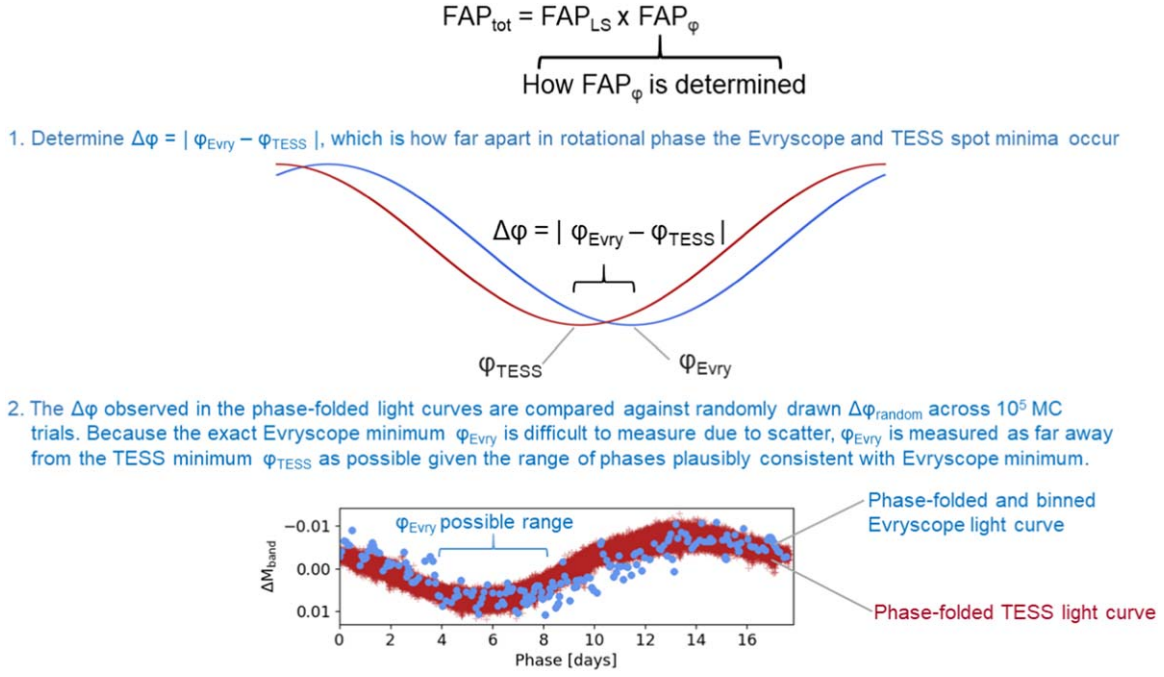 FAP_tot = FAP_LS x FAP_φ
How FAP_φ is determined
1. Determine Δφ = | φ_Evry – φ_TESS |, which is how far apart in rotational phase the Evryscope and TESS spot minima occur
Δφ = | φ_Evry – φ_TESS |
φ_TESS
φ_Evry
2. The Δφ observed in the phase-folded light curves are compared against randomly drawn Δφ_random across 10⁵ MC
trials. Because the exact Evryscope minimum φ_Evry is difficult to measure due to scatter, φ_Evry is measured as far away
from the TESS minimum φ_TESS as possible given the range of phases plausibly consistent with Evryscope minimum.
φ_Evry possible range
Phase-folded and binned
Evryscope light curve
Phase-folded TESS light curve
ΔM_band
−0.01
0.00
0.01
0 2 4 6 8 10 12 14 16
Phase [days]